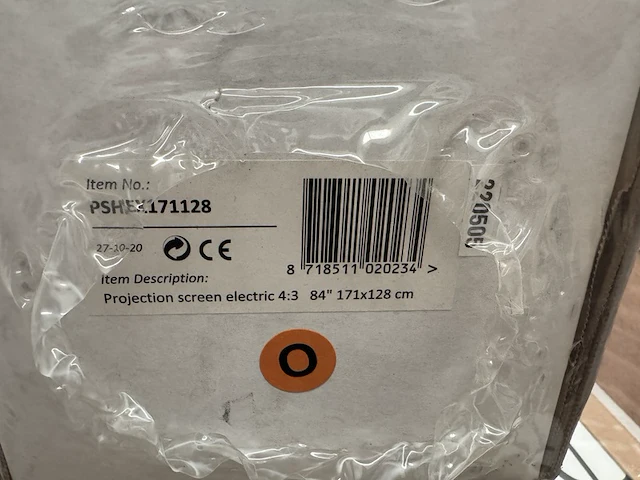 Item No.:
171128
27-10-20
CE
8 718511 020234 >
Item Description:
Projection screen electric 4:3 84" 171x128 cm
O